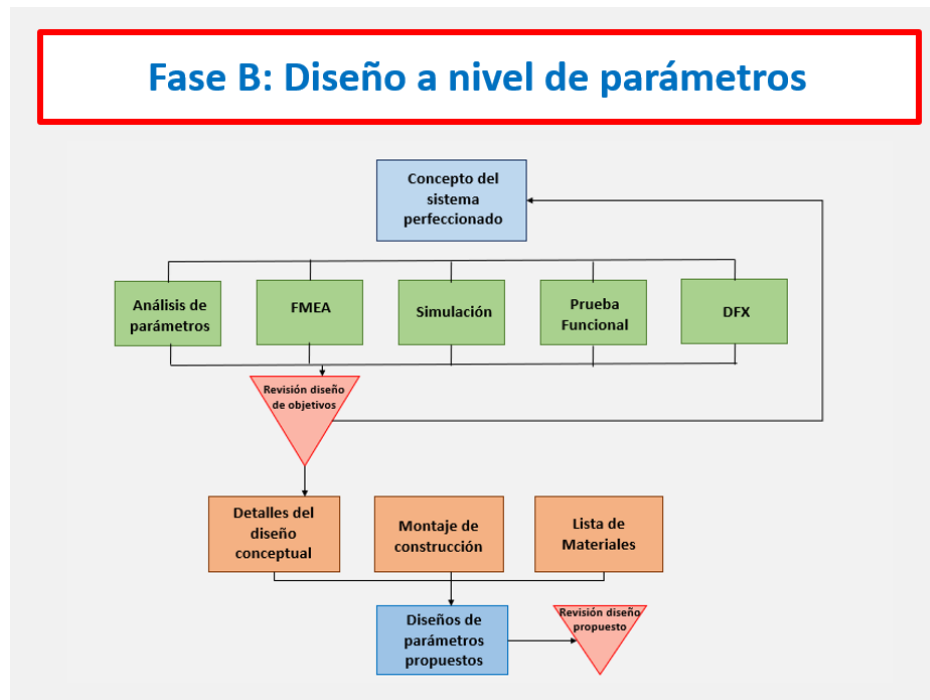 Fase B: Diseño a nivel de parámetros
Concepto del
sistema
perfeccionado
Análisis de
parámetros
FMEA
Simulación
Prueba
Funcional
DFX
Revisión diseño
de objetivos
Detalles del
diseño
conceptual
Montaje de
construcción
Lista de
Materiales
Diseños de
parámetros
propuestos
Revisión diseño
propuesto